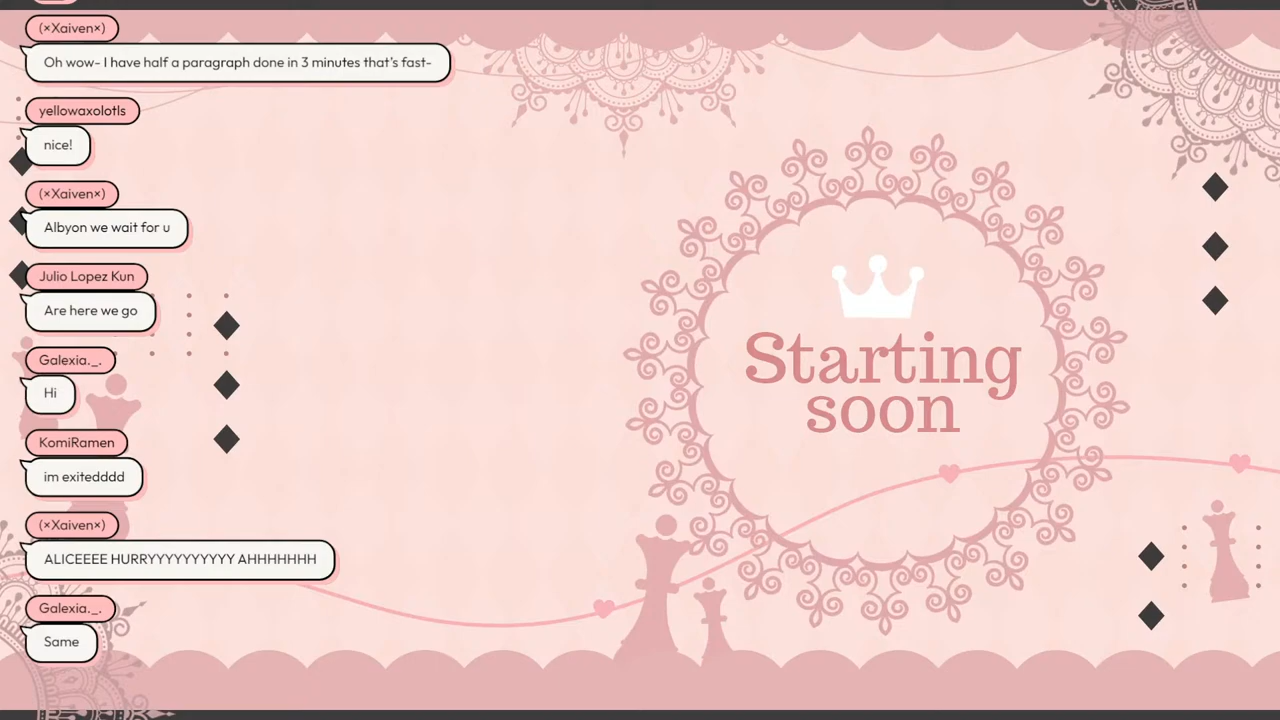 (×Xaiven×)
Oh wow- I have half a paragraph done in 3 minutes that's fast-
yellowaxolotls
nice!
(×Xaiven×)
Albyon we wait for u
Julio Lopez Kun
Are here we go
Galexia._.
Hi
KomiRamen
im exitedddd
(×Xaiven×)
ALICEEEE HURRYYYYYYYYYY AHHHHHHH
Galexia._.
Same
Starting
soon